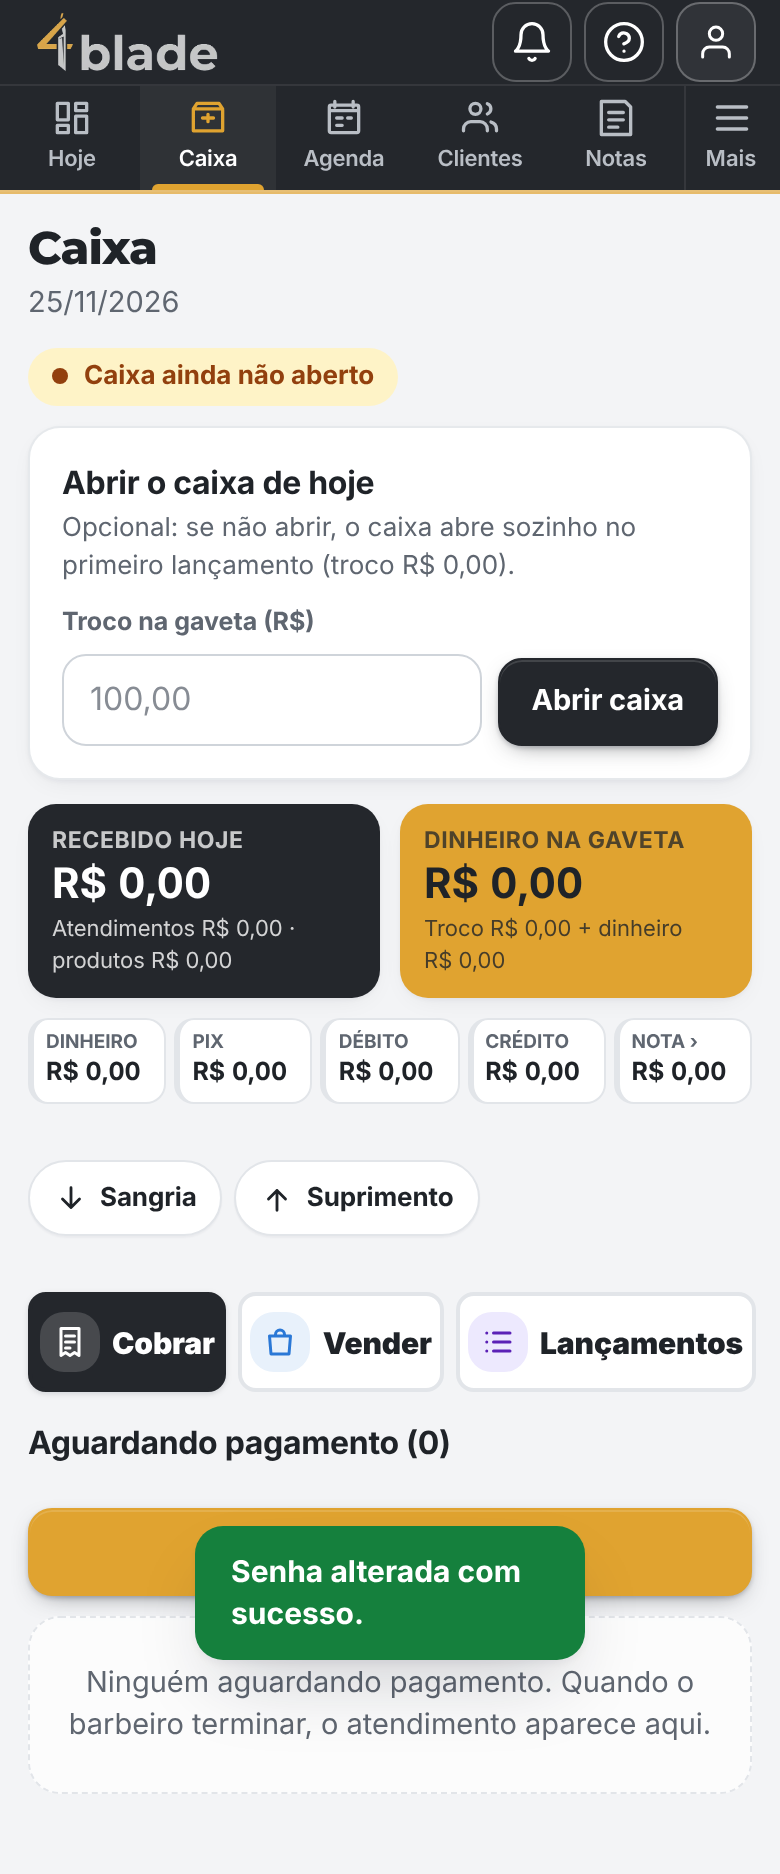 4blade
Hoje
Caixa
Agenda
Clientes
Notas
Mais
Caixa
25/11/2026
Caixa ainda não aberto
Abrir o caixa de hoje
Opcional: se não abrir, o caixa abre sozinho no
primeiro lançamento (troco R$ 0,00).
Troco na gaveta (R$)
100,00
Abrir caixa
RECEBIDO HOJE
R$ 0,00
Atendimentos R$ 0,00 ·
produtos R$ 0,00
DINHEIRO NA GAVETA
R$ 0,00
Troco R$ 0,00 + dinheiro
R$ 0,00
DINHEIRO
R$ 0,00
PIX
R$ 0,00
DÉBITO
R$ 0,00
CRÉDITO
R$ 0,00
NOTA ›
R$ 0,00
Sangria
Suprimento
Cobrar
Vender
Lançamentos
Aguardando pagamento (0)
Senha alterada com
sucesso.
Ninguém aguardando pagamento. Quando o
barbeiro terminar, o atendimento aparece aqui.